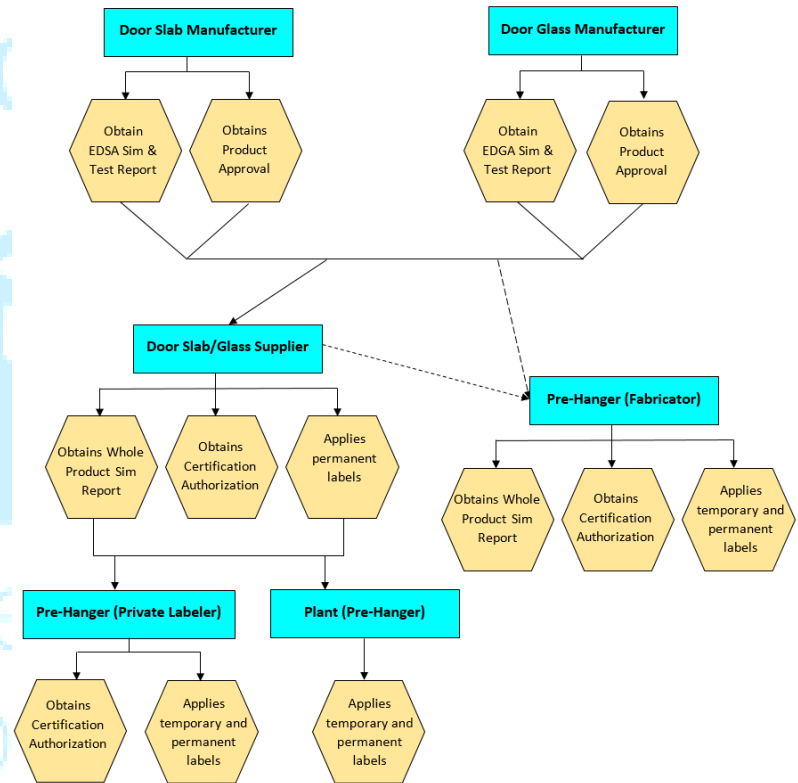 Door Slab Manufacturer
Door Glass Manufacturer
Obtain
EDSA Sim &
Test Report
Obtains
Product
Approval
Obtain
EDGA Sim &
Test Report
Obtains
Product
Approval
Door Slab/Glass Supplier
Pre-Hanger (Fabricator)
Obtains Whole
Product Sim
Report
Obtains
Certification
Authorization
Applies
permanent
labels
Obtains Whole
Product Sim
Report
Obtains
Certification
Authorization
Applies
temporary and
permanent
labels
Pre-Hanger (Private Labeler)
Plant (Pre-Hanger)
Obtains
Certification
Authorization
Applies
temporary and
permanent
labels
Applies
temporary and
permanent
labels